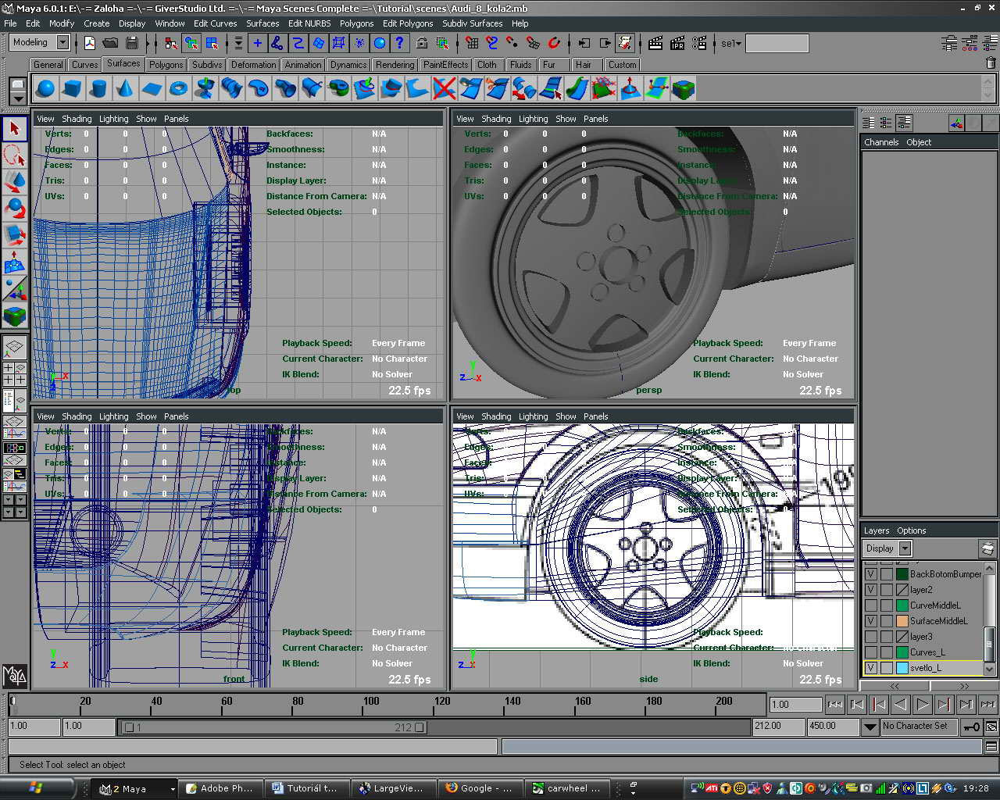 Maya 6.0.1: E:\-= Zaloha =-\-= GiverStudio Ltd. =-\-= Maya Scenes Complete =-\Tutorial\scenes\Audi_8_kola2.mb
File Edit Modify Create Display Window Edit Curves Surfaces Edit NURBS Polygons Edit Polygons Subdiv Surfaces Help
Modeling IPR sel
General Curves Surfaces Polygons Subdivs Deformation Animation Dynamics Rendering PaintEffects Cloth Fluids Fur Hair Custom
View Shading Lighting Show Panels
Verts: 0 0 0 Backfaces: N/A
Edges: 0 0 0 Smoothness: N/A
Faces: 0 0 0 Instance: N/A
Tris: 0 0 0 Display Layer: N/A
UVs: 0 0 0 Distance From Camera: N/A
Selected Objects: 0
Playback Speed: Every Frame
Current Character: No Character
IK Blend: No Solver
top 22.5 fps
View Shading Lighting Show Panels
Verts: 0 0 0 Backfaces: N/A
Edges: 0 0 0 Smoothness: N/A
Faces: 0 0 0 Instance: N/A
Tris: 0 0 0 Display Layer: N/A
UVs: 0 0 0 Distance From Camera: N/A
Selected Objects: 0
Playback Speed: Every Frame
Current Character: No Character
IK Blend: No Solver
persp 22.5 fps
Channels Object
View Shading Lighting Show Panels
Verts: 0 0 0 Backfaces: N/A
Edges: 0 0 0 Smoothness: N/A
Faces: 0 0 0 Instance: N/A
Tris: 0 0 0 Display Layer: N/A
UVs: 0 0 0 Distance From Camera: N/A
Selected Objects: 0
Playback Speed: Every Frame
Current Character: No Character
IK Blend: No Solver
front 22.5 fps
View Shading Lighting Show Panels
Verts: Backfaces:
Edges: Smoothness:
Faces: Instance:
Tris: Display Layer:
UVs: Distance From Camera:
Selected Objects:
Playback Speed:
Current Character: No Character
IK Blend: No Solver
side 22.5 fps
Layers Options
Display
V BackBotomBumper
V layer2
CurveMiddleL
V SurfaceMiddleL
layer3
Curves_L
V svetlo_L
<< >>
20 40 60 80 100 120 140 160 180 200 1.00
1.00 1.00 1 212 212.00 450.00 No Character Set
Select Tool: select an object
2 Maya Adobe Ph... Tutoriál t... LargeVie... Google - ... carwheel ... 19:28